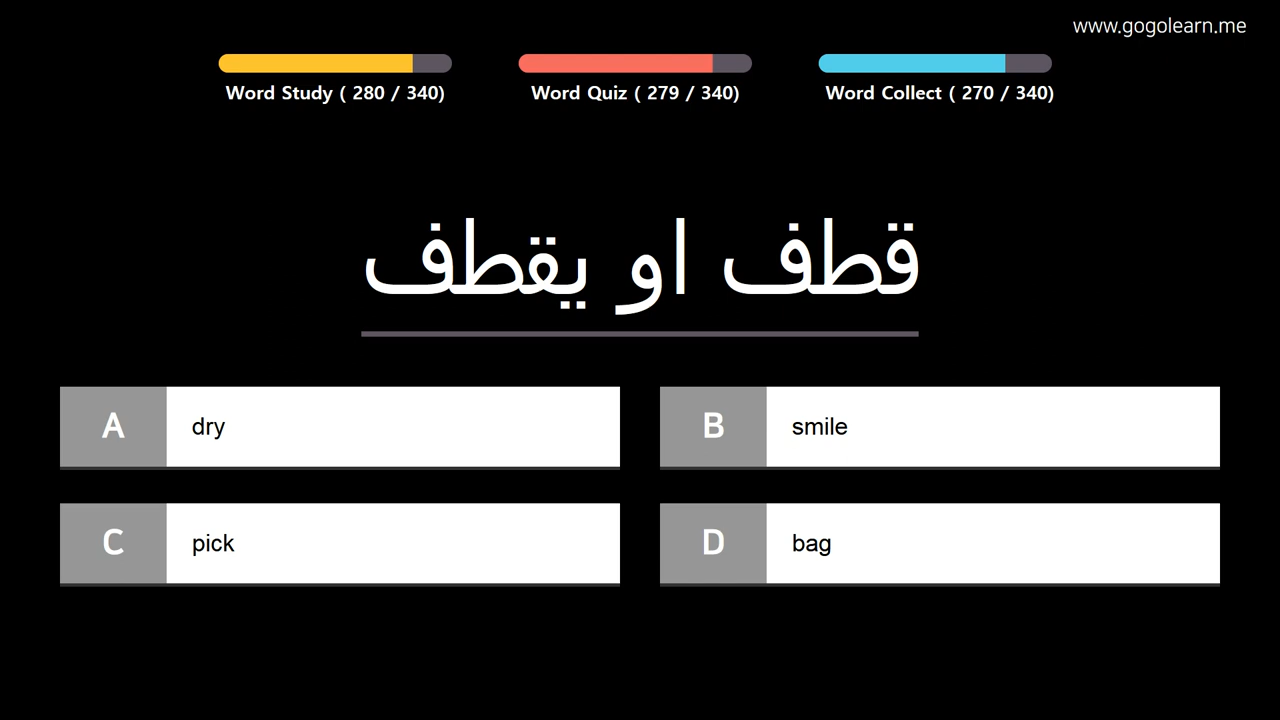 www.gogolearn.me
Word Study ( 280 / 340)
Word Quiz ( 279 / 340)
Word Collect ( 270 / 340)
قطف او يقطف
A dry
B smile
C pick
D bag